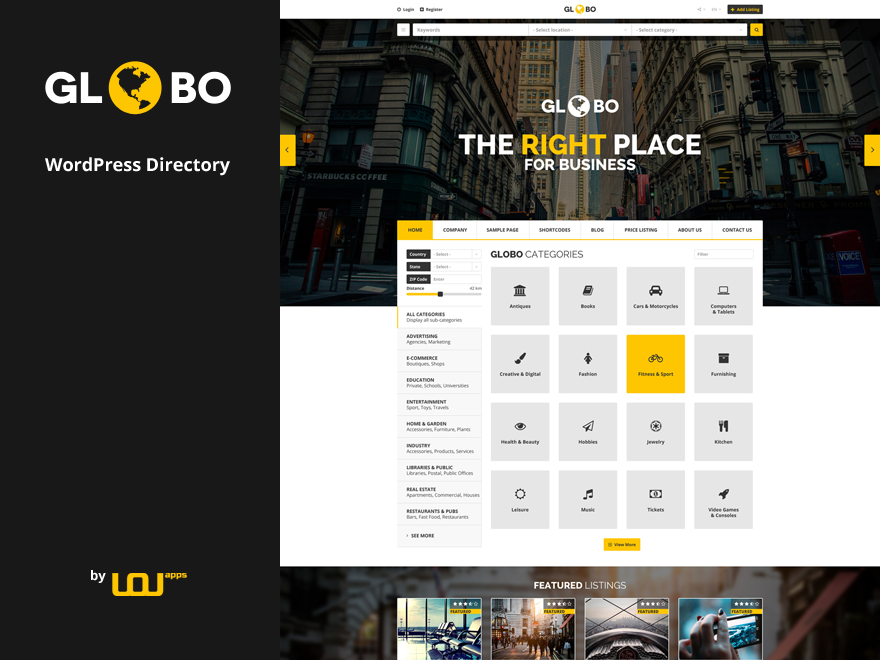 GLOBO
WordPress Directory
by
apps
Login
Register
GLOBO
Add Listing
Keywords
- Select location -
- Select category -
GLOBO
THE RIGHT PLACE
FOR BUSINESS
STARBUCKS COFFEE
ONE WAY
VOICE
HOME
COMPANY
SAMPLE PAGE
SHORTCODES
BLOG
PRICE LISTING
ABOUT US
CONTACT US
Country
- Select -
State
- Select -
ZIP Code
Distance
42 km
ALL CATEGORIES
Display all sub-categories
ADVERTISING
Agencies, Marketing
E-COMMERCE
Boutiques, Shops
EDUCATION
Private, Schools, Universities
ENTERTAINMENT
Sport, Toys, Travels
HOME & GARDEN
Accessories, Furniture, Plants
INDUSTRY
Accessories, Products, Services
LIBRARIES & PUBLIC
Libraries, Postal, Public Offices
REAL ESTATE
Apartments, Commercial, Houses
RESTAURANTS & PUBS
Bars, Fast Food, Restaurants
› SEE MORE
GLOBO CATEGORIES
Filter
Antiques
Books
Cars & Motorcycles
Computers
& Tablets
Creative & Digital
Fashion
Fitness & Sport
Furnishing
Health & Beauty
Hobbies
Jewelry
Kitchen
Leisure
Music
Tickets
Video Games
& Consoles
View More
FEATURED LISTINGS
FEATURED
FEATURED
FEATURED
FEATURED